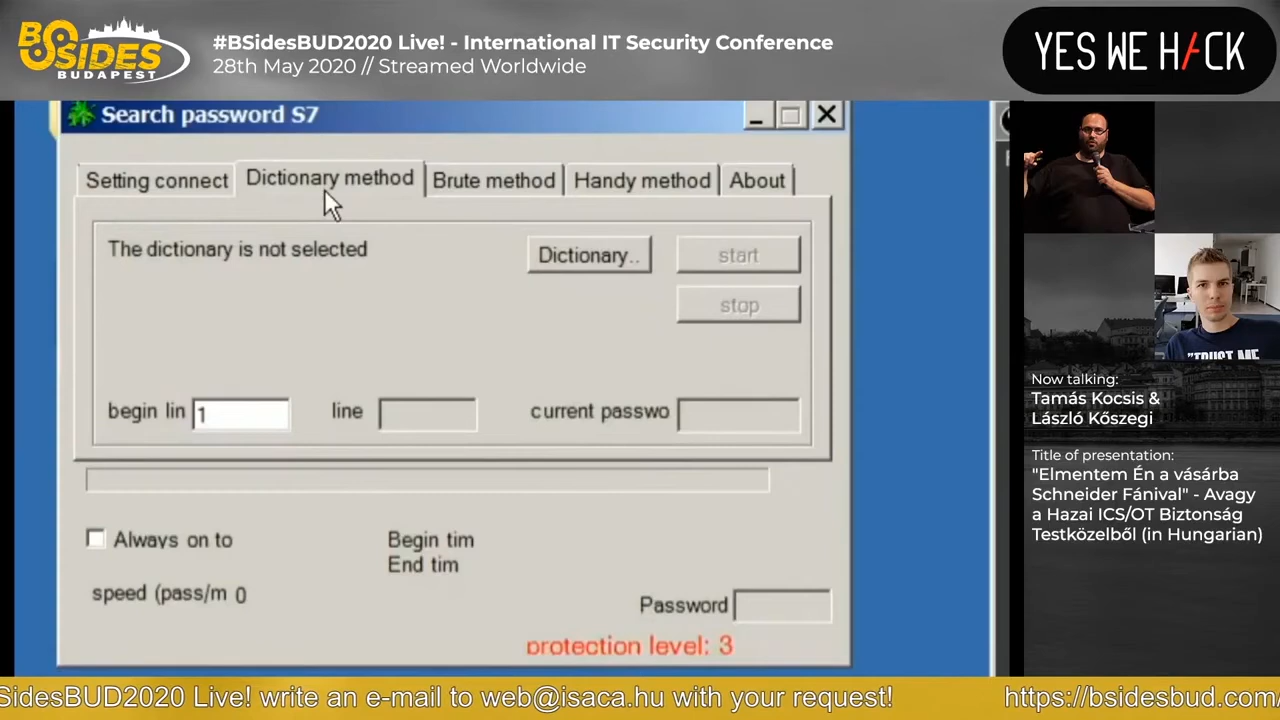 BSIDES
BUDAPEST
#BSidesBUD2020 Live! - International IT Security Conference
28th May 2020 // Streamed Worldwide
YES WE H/CK
Search password S7
Setting connect
Dictionary method
Brute method
Handy method
About
The dictionary is not selected
Dictionary..
start
stop
begin lin
1
line
current passwo
Always on to
Begin tim
End tim
speed (pass/m 0
Password
protection level: 3
"TRUST ME
Now talking:
Tamás Kocsis &
László Kőszegi
Title of presentation:
"Elmentem Én a vásárba
Schneider Fánival" - Avagy
a Hazai ICS/OT Biztonság
Testközelből (in Hungarian)
SidesBUD2020 Live! write an e-mail to web@isaca.hu with your request!
https://bsidesbud.com/